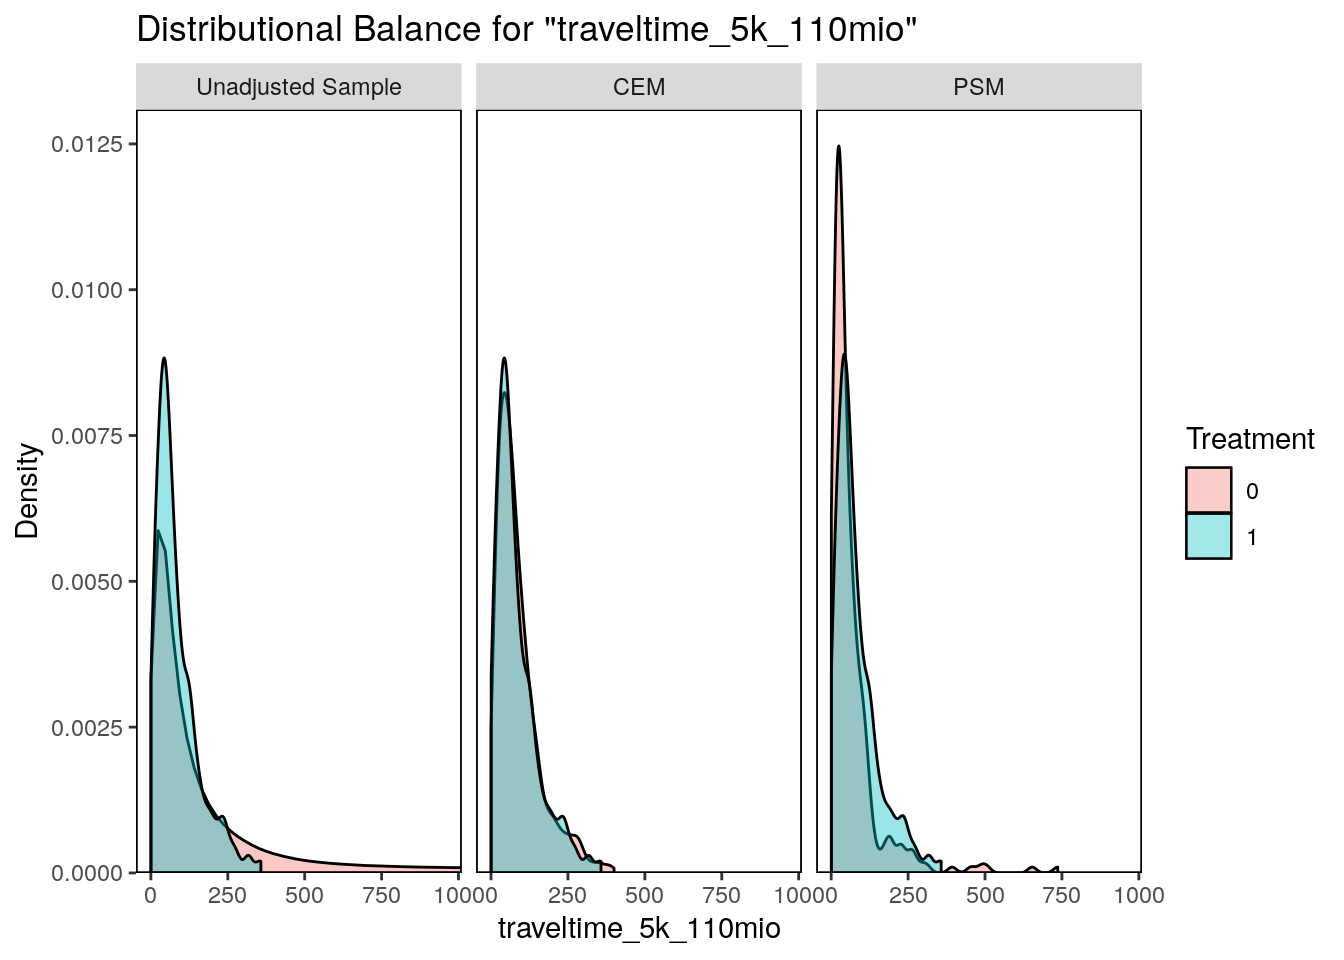 Distributional Balance for "traveltime_5k_110mio"
Unadjusted Sample CEM PSM
0.0125
0.0100
0.0075
0.0050
0.0025
0.0000
Density
0 250 500 750 1000 0 250 500 750 1000 0 250 500 750 1000
traveltime_5k_110mio
Treatment
0
1